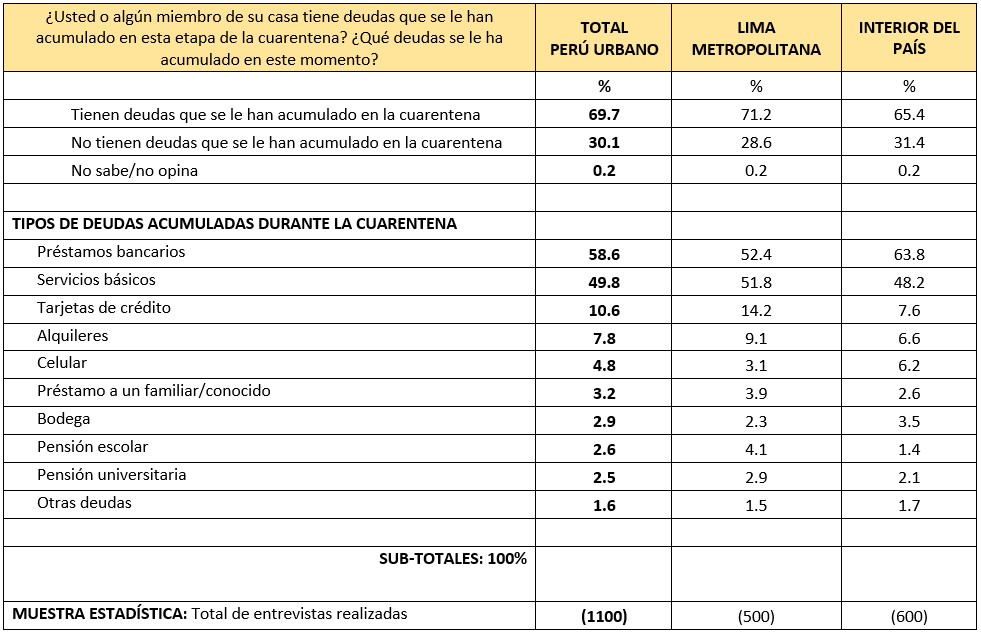 ¿Usted o algún miembro de su casa tiene deudas que se le han
acumulado en esta etapa de la cuarentena? ¿Qué deudas se le ha
acumulado en este momento?
TOTAL
PERÚ URBANO
LIMA
METROPOLITANA
INTERIOR DEL
PAÍS
% % %
Tienen deudas que se le han acumulado en la cuarentena 69.7 71.2 65.4
No tienen deudas que se le han acumulado en la cuarentena 30.1 28.6 31.4
No sabe/no opina 0.2 0.2 0.2
TIPOS DE DEUDAS ACUMULADAS DURANTE LA CUARENTENA
Préstamos bancarios 58.6 52.4 63.8
Servicios básicos 49.8 51.8 48.2
Tarjetas de crédito 10.6 14.2 7.6
Alquileres 7.8 9.1 6.6
Celular 4.8 3.1 6.2
Préstamo a un familiar/conocido 3.2 3.9 2.6
Bodega 2.9 2.3 3.5
Pensión escolar 2.6 4.1 1.4
Pensión universitaria 2.5 2.9 2.1
Otras deudas 1.6 1.5 1.7
SUB-TOTALES: 100%
MUESTRA ESTADÍSTICA: Total de entrevistas realizadas (1100) (500) (600)